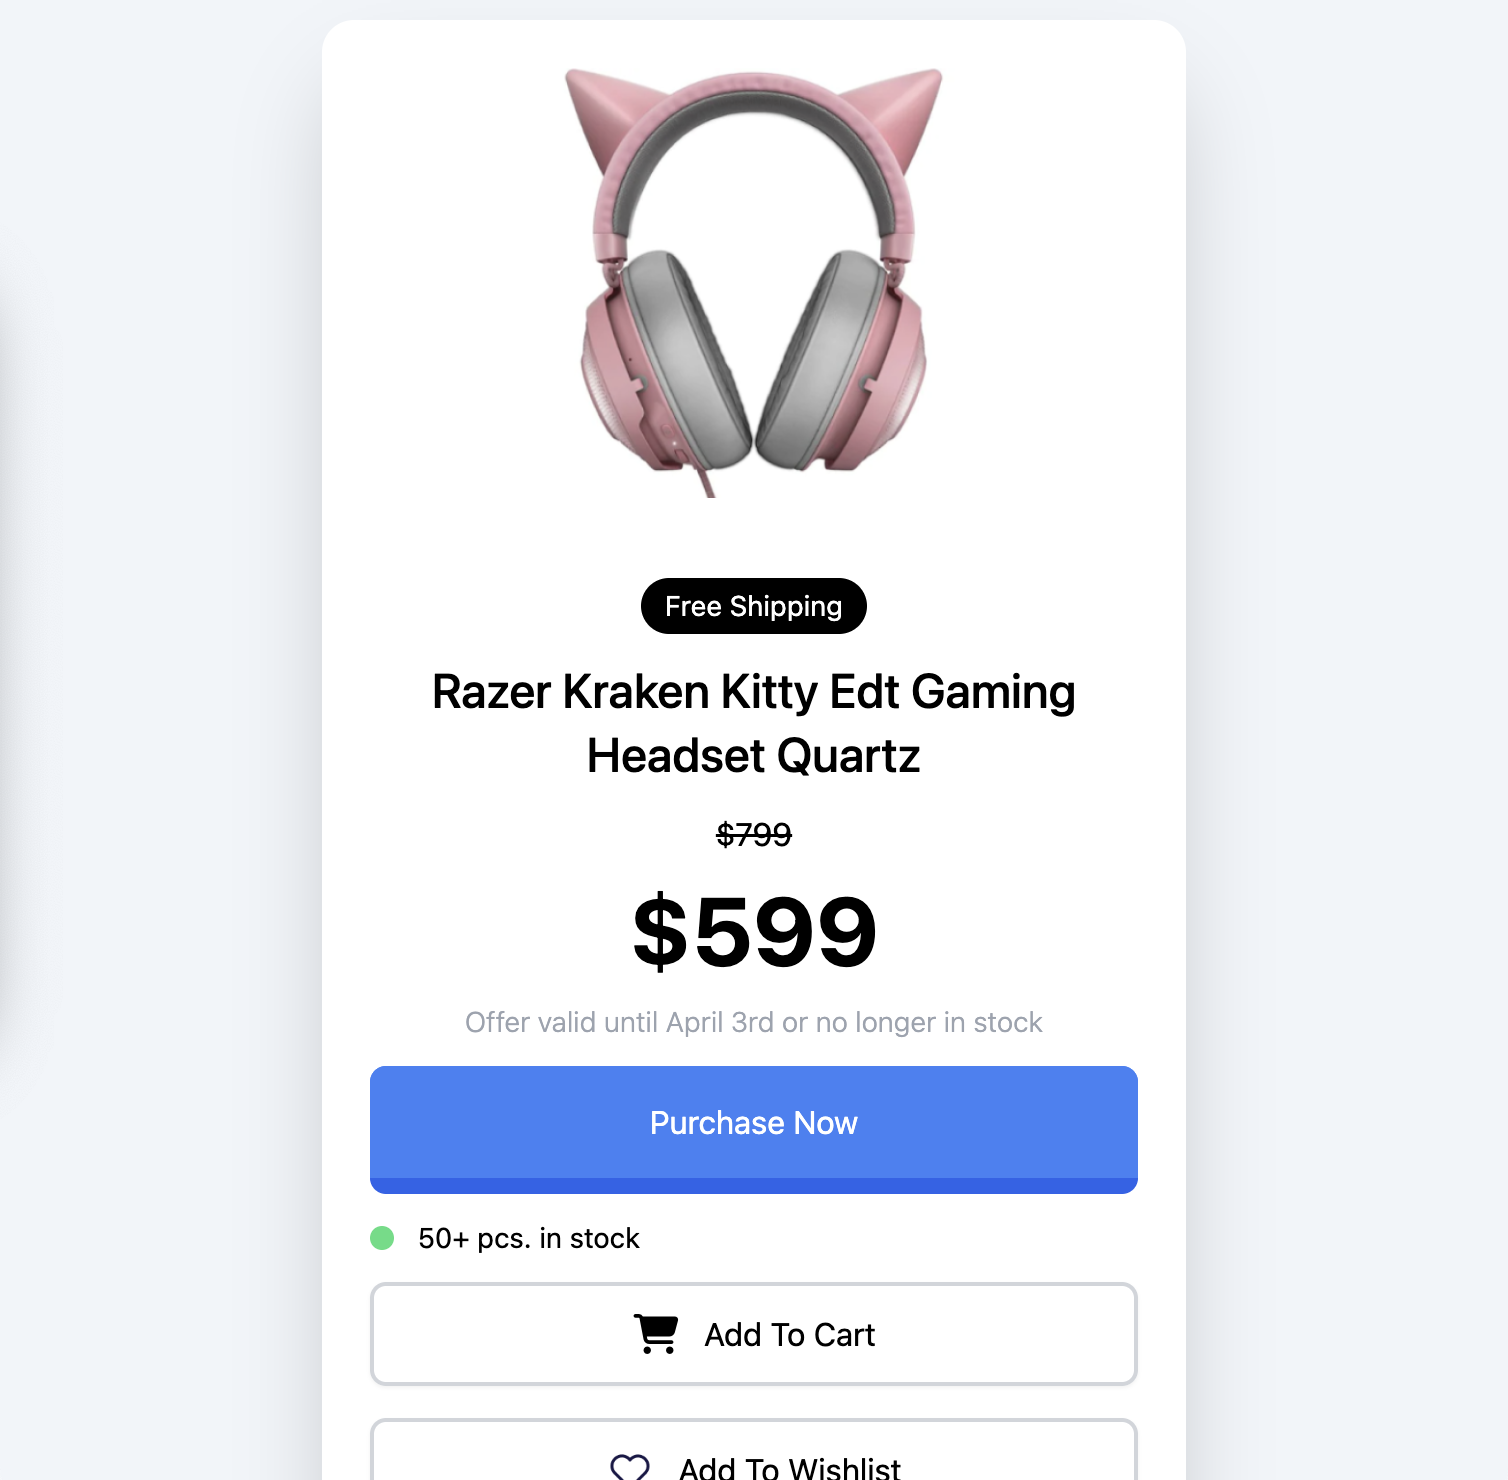 Free Shipping
Razer Kraken Kitty Edt Gaming
Headset Quartz
$799
$599
Offer valid until April 3rd or no longer in stock
Purchase Now
50+ pcs. in stock
Add To Cart
Add To Wishlist